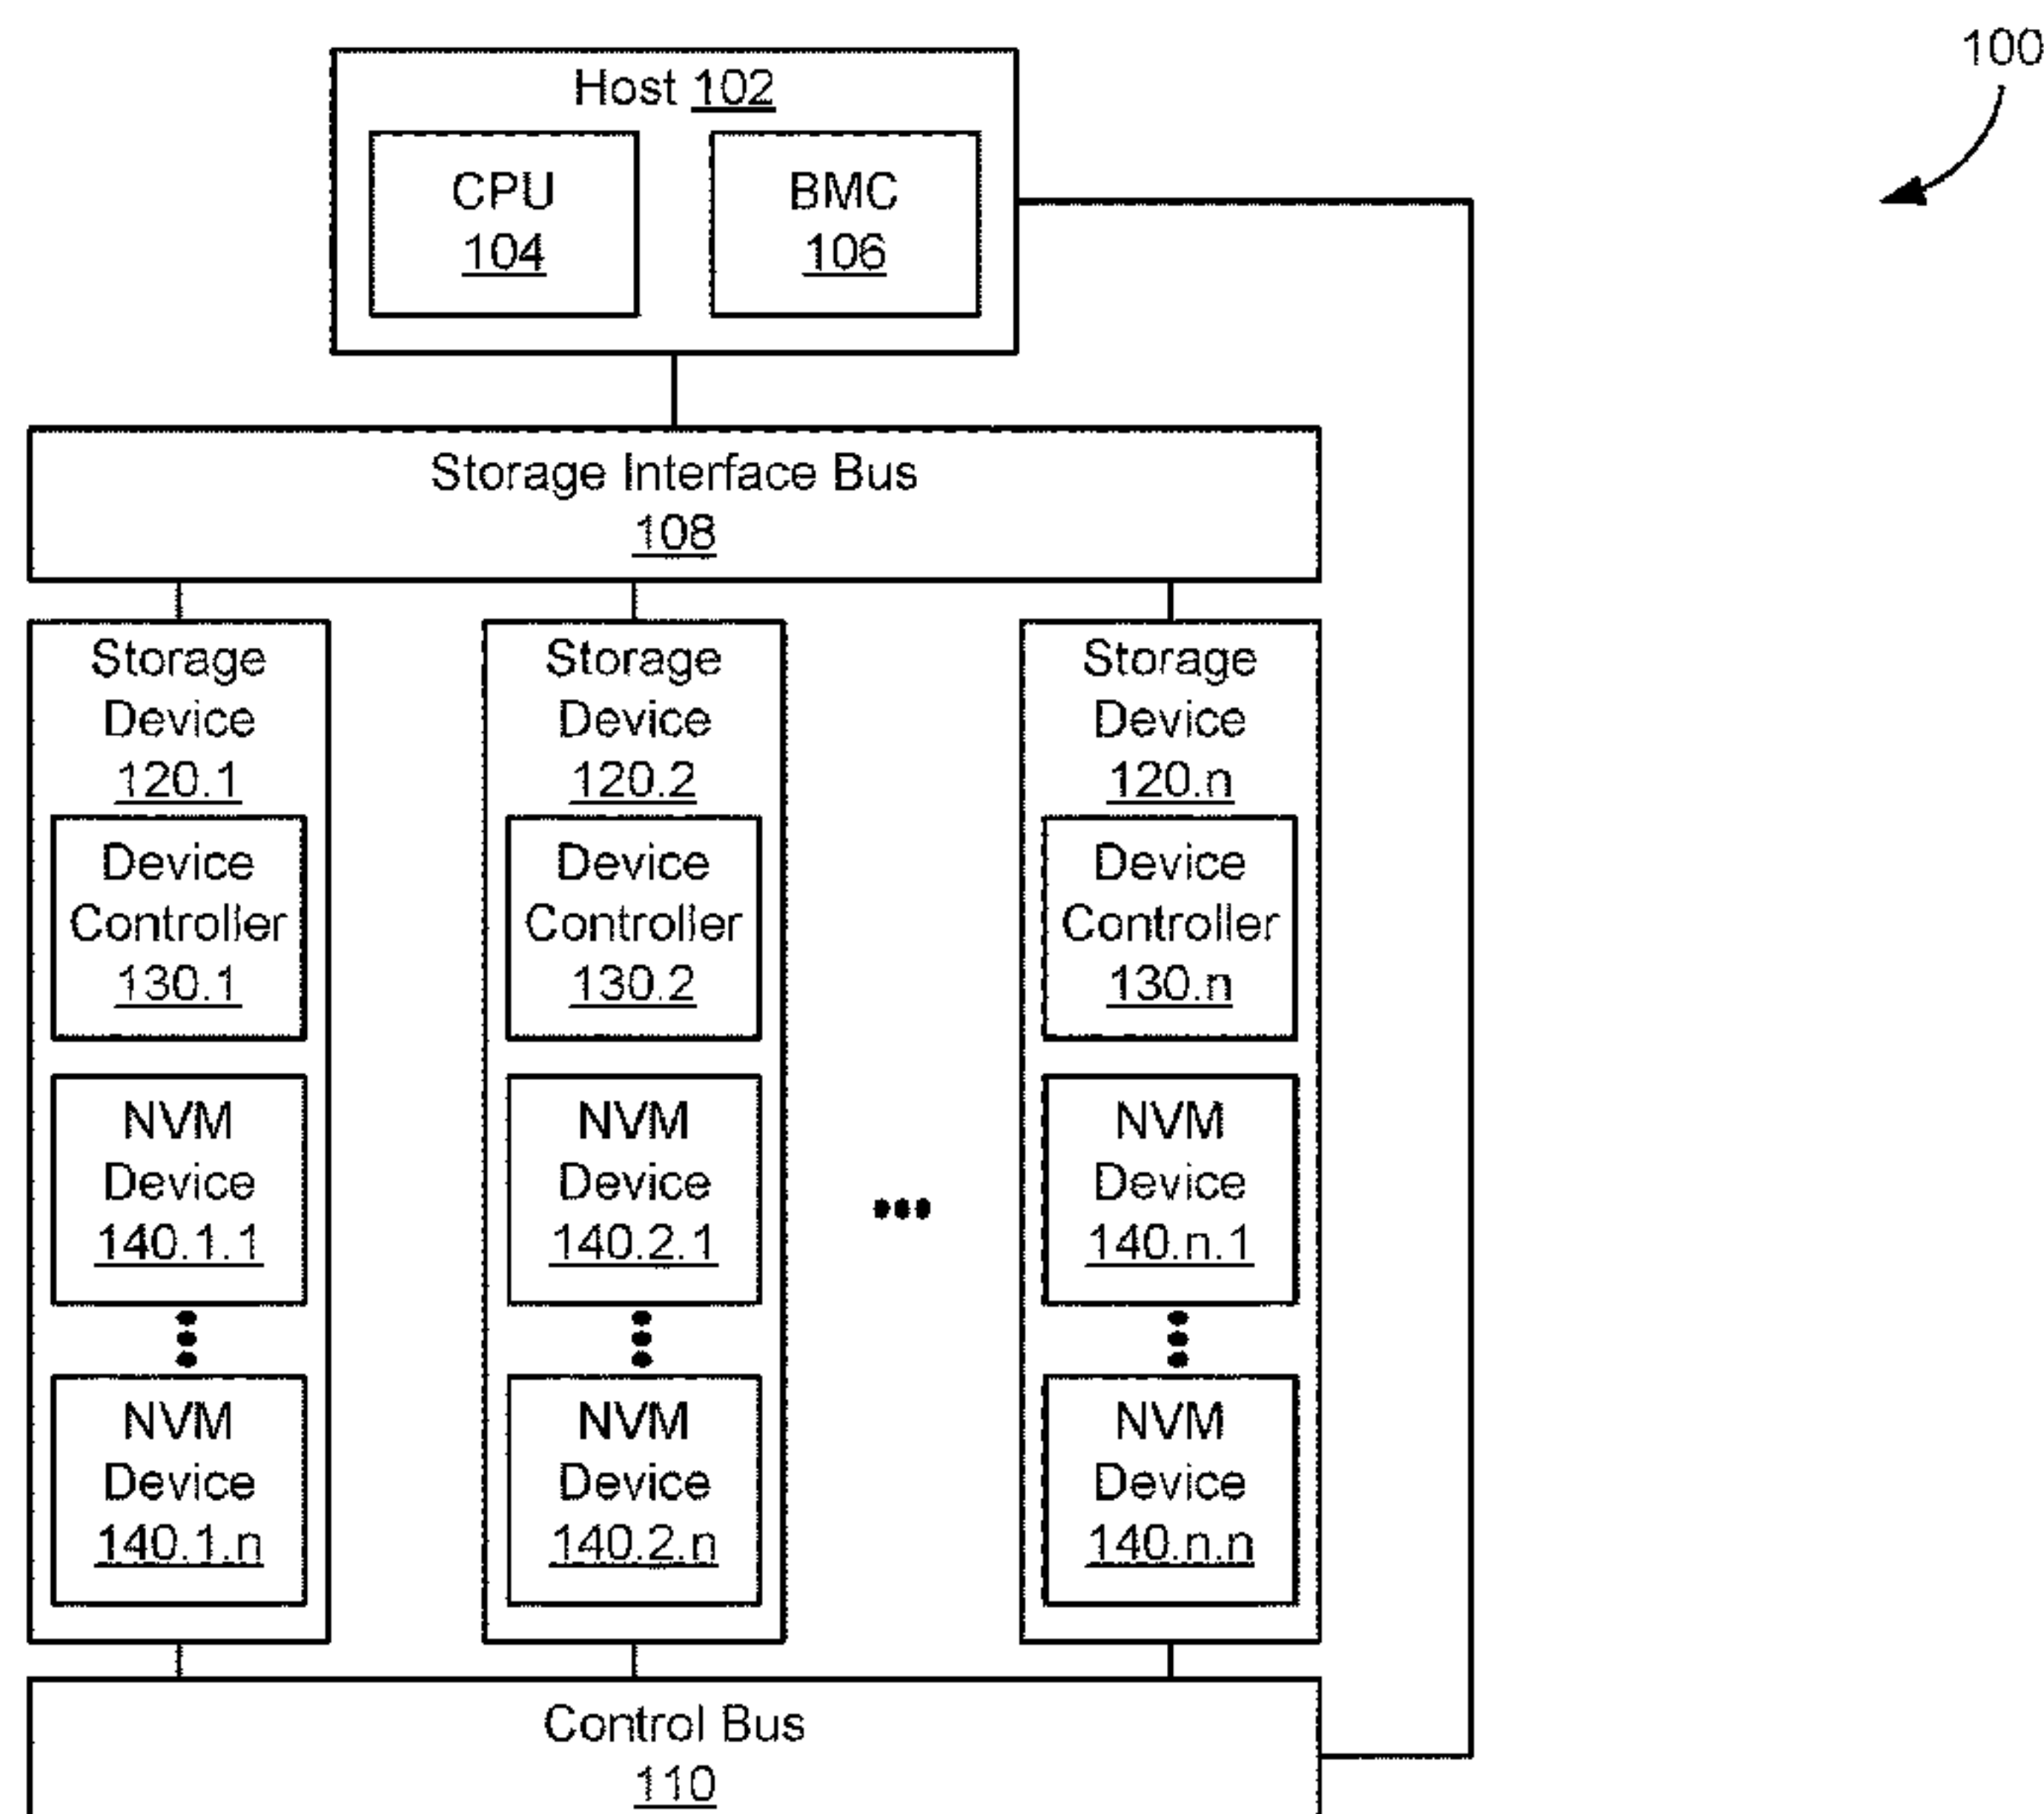 100
Host 102
CPU
104
BMC
106
Storage Interface Bus
108
Storage
Device
120.1
Device
Controller
130.1
NVM
Device
140.1.1
NVM
Device
140.1.n
Storage
Device
120.2
Device
Controller
130.2
NVM
Device
140.2.1
NVM
Device
140.2.n
Storage
Device
120.n
Device
Controller
130.n
NVM
Device
140.n.1
NVM
Device
140.n.n
Control Bus
110